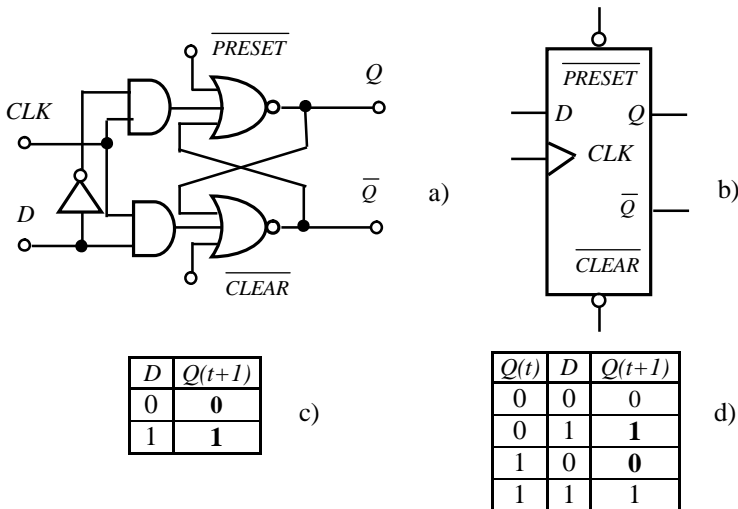 PRESET
Q
CLK
D
Q
CLEAR
a)
PRESET
D Q
CLK
Q
CLEAR
b)
D Q(t+1)
0 0
1 1
c)
Q(t) D Q(t+1)
0 0 0
0 1 1
1 0 0
1 1 1
d)